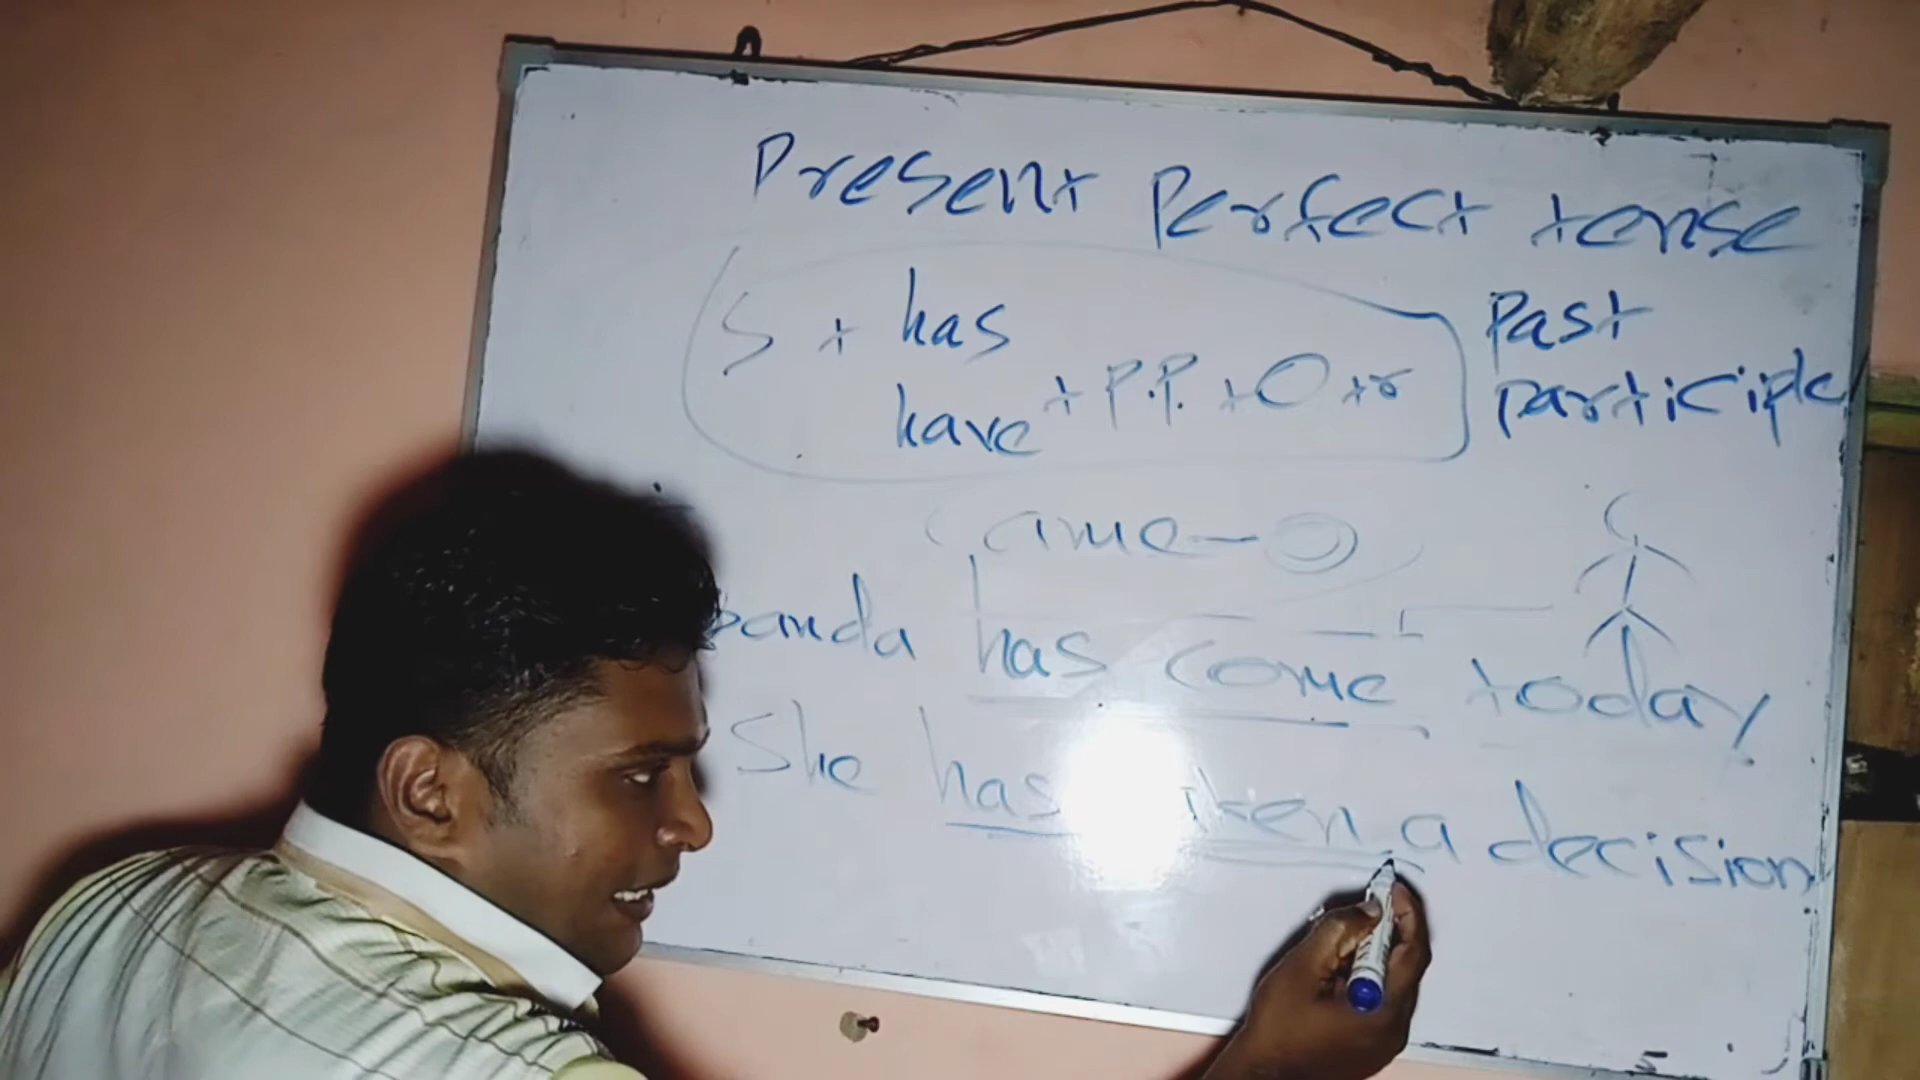 Present Perfect tense
S + has Past
have + P.P. + O + r participle
came
has come today
She has a decision